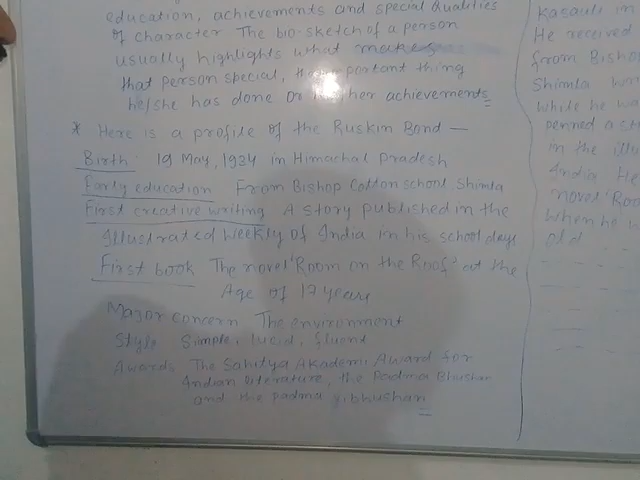 education, achievements and special qualities
of character The bio-sketch of a person
usually highlights what makes
that person special, the important thing
he/she has done or his/her achievements
* Here is a profile of the Ruskin Bond —
Birth 19 May, 1934 in Himachal pradesh
Early education From Bishop Cotton school Shimla
First creative writing A story published in the
Illustrated weekly of India in his school days
First book The novel 'Room on the Roof' at the
Age of 17 years
Major concern The environment
Style Simple, lucid, fluent
Awards The Sahitya Akademi Award for
Indian literature, the Padma Bhushan
and the padma vibhushan
Kasauli in
He received
from Bishop
Shimla
while he wa
penned a st
in the illu
India He
novel 'Roo
When he w
old